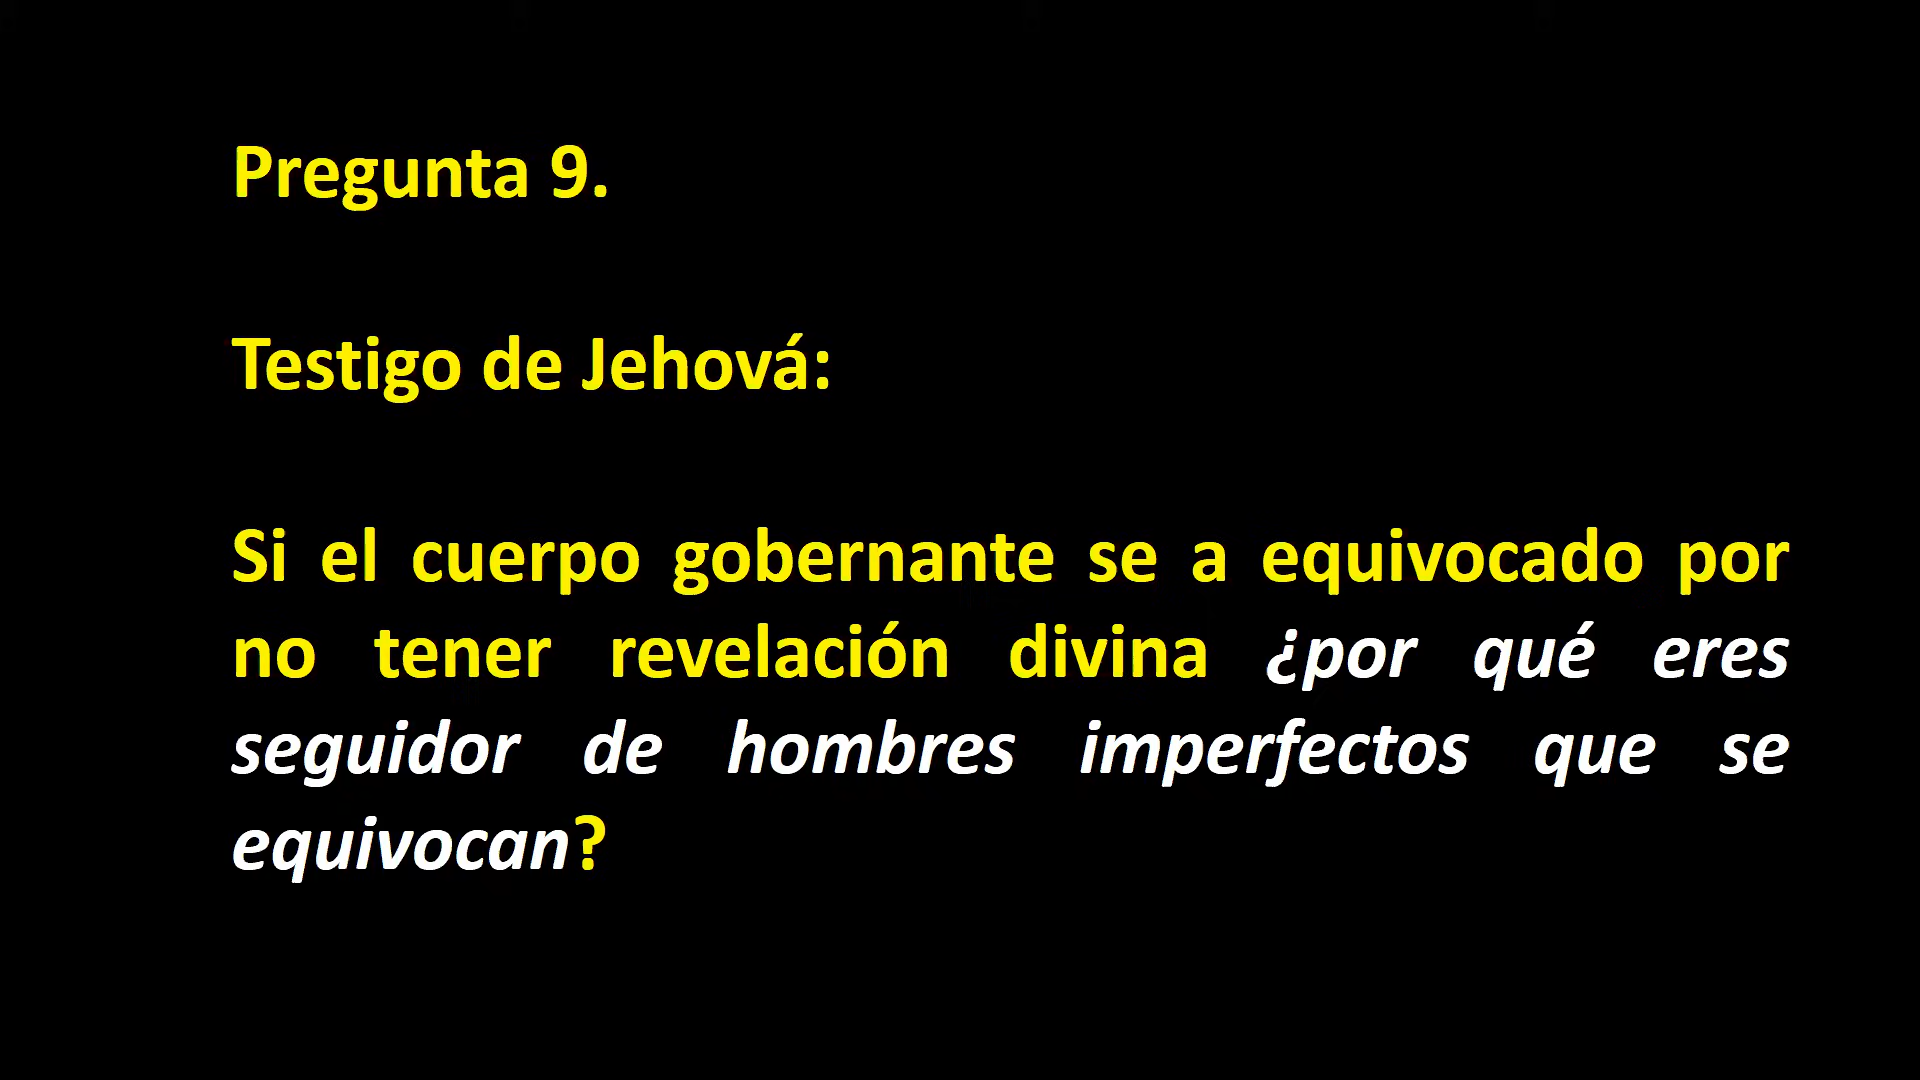 Pregunta 9.
Testigo de Jehová:
Si el cuerpo gobernante se a equivocado por
no tener revelación divina ¿por qué eres
seguidor de hombres imperfectos que se
equivocan?